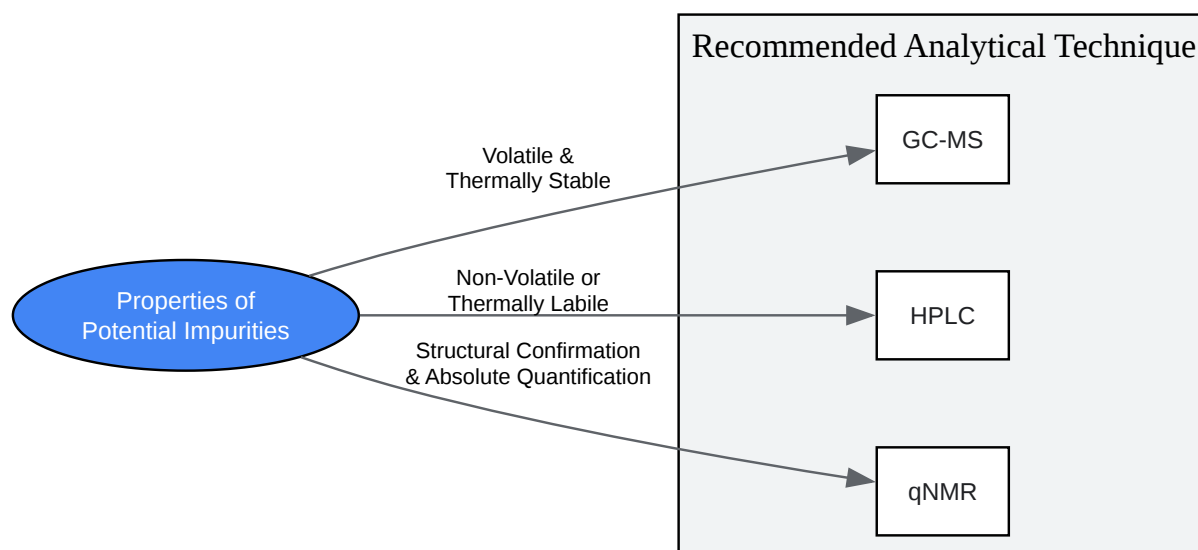 Recommended Analytical Technique
GC-MS
Volatile &
Thermally Stable
Properties of
Potential Impurities
Non-Volatile or
Thermally Labile
HPLC
Structural Confirmation
& Absolute Quantification
qNMR